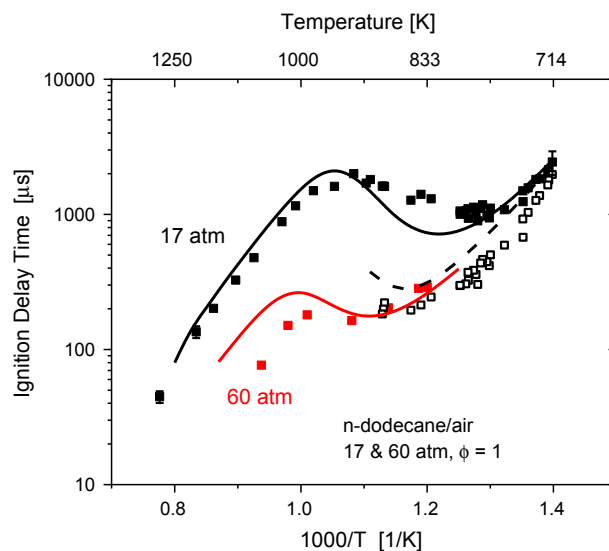 Temperature [K]
1250 1000 833 714
10000
1000
100
10
Ignition Delay Time [μs]
17 atm
60 atm
n-dodecane/air
17 & 60 atm, ϕ = 1
0.8 1.0 1.2 1.4
1000/T [1/K]